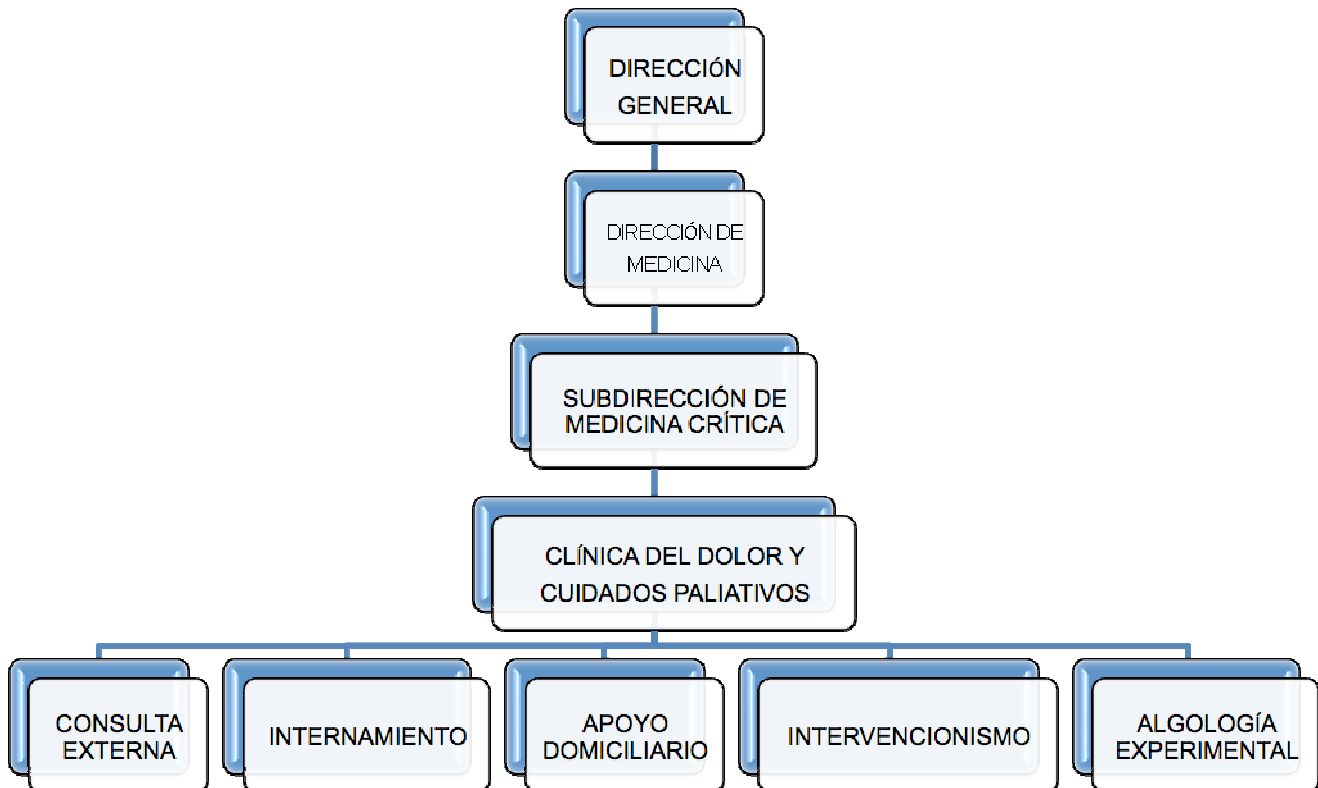 DIRECCIÓN
GENERAL
DIRECCIÓN DE
MEDICINA
SUBDIRECCIÓN DE
MEDICINA CRÍTICA
CLÍNICA DEL DOLOR Y
CUIDADOS PALIATIVOS
CONSULTA
EXTERNA
INTERNAMIENTO
APOYO
DOMICILIARIO
INTERVENCIONISMO
ALGOLOGÍA
EXPERIMENTAL